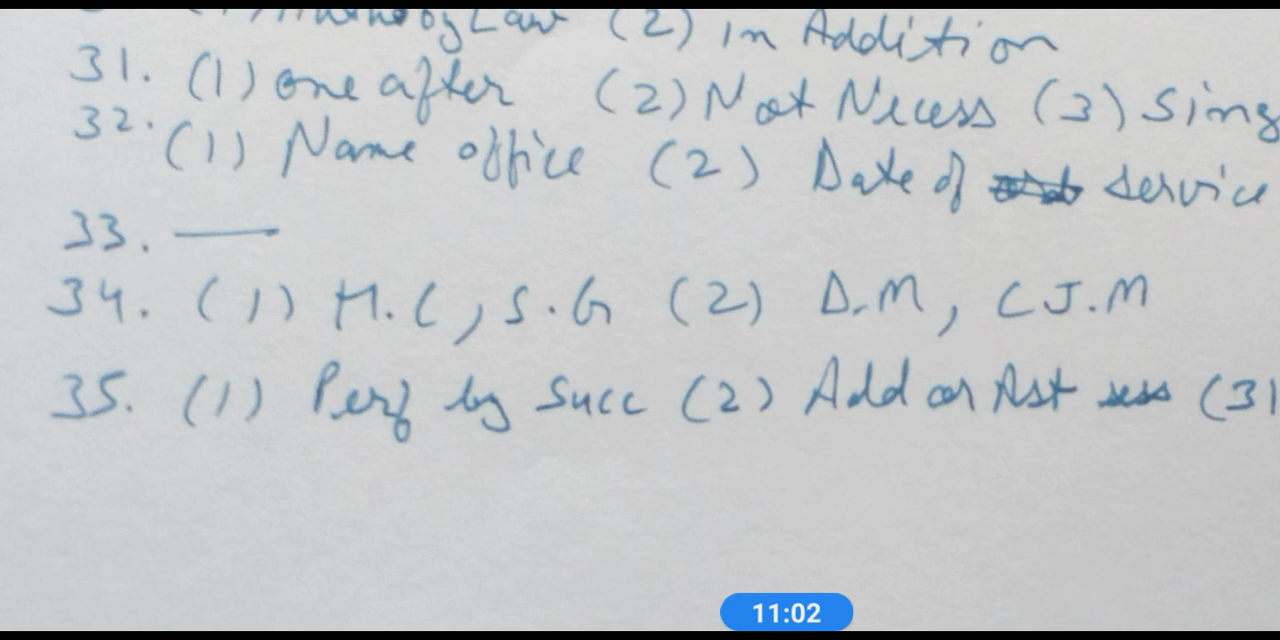 (2) in Addition
31. (1) one after (2) Not Necess (3) Sing
32. (1) Name office (2) Date of service
33. —
34. (1) H.C, S.G (2) D.M, CJ.M
35. (1) Perf by Succ (2) Add or Ast (3)
11:02